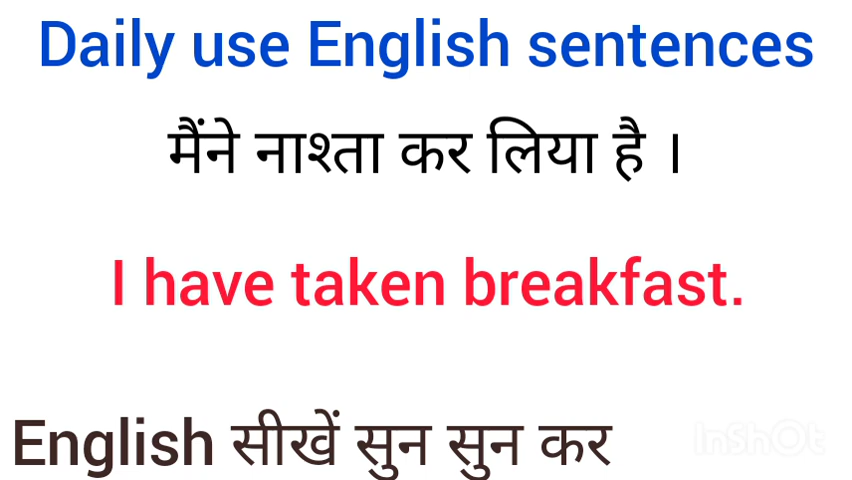 Daily use English sentences
मैंने नाश्ता कर लिया है ।
I have taken breakfast.
English सीखें सुन सुन कर
InShOt